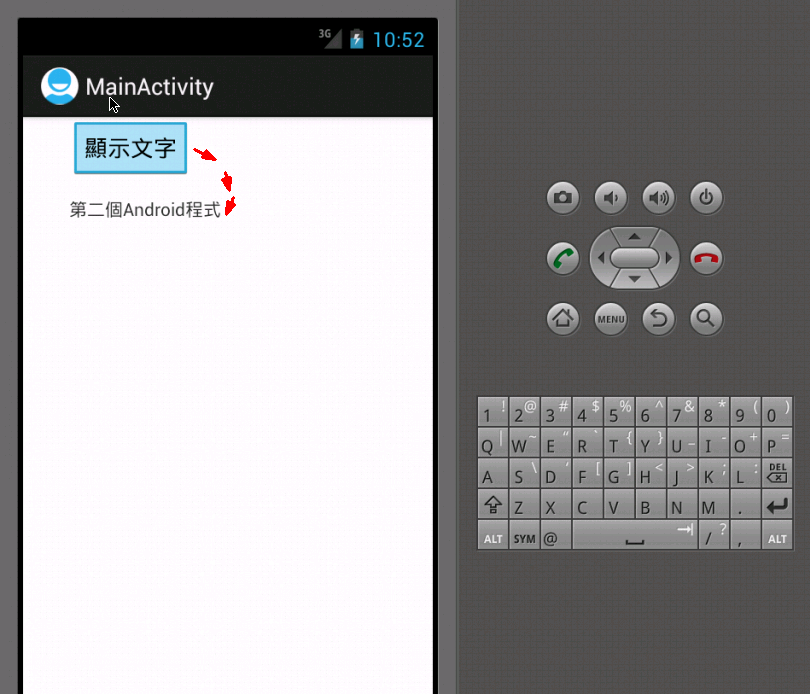 3G 10:52
MainActivity
顯示文字
第二個Android程式
MENU
1 ! 2 @ 3 # 4 $ 5 % 6 ^ 7 & 8 * 9 ( 0 )
Q | W ~ E “ R ` T { Y } U _ I - O + P =
A S \ D ‘ F [ G ] H < J > K ; L : DEL
Z X C V B N M .
ALT SYM @ / ? , ALT